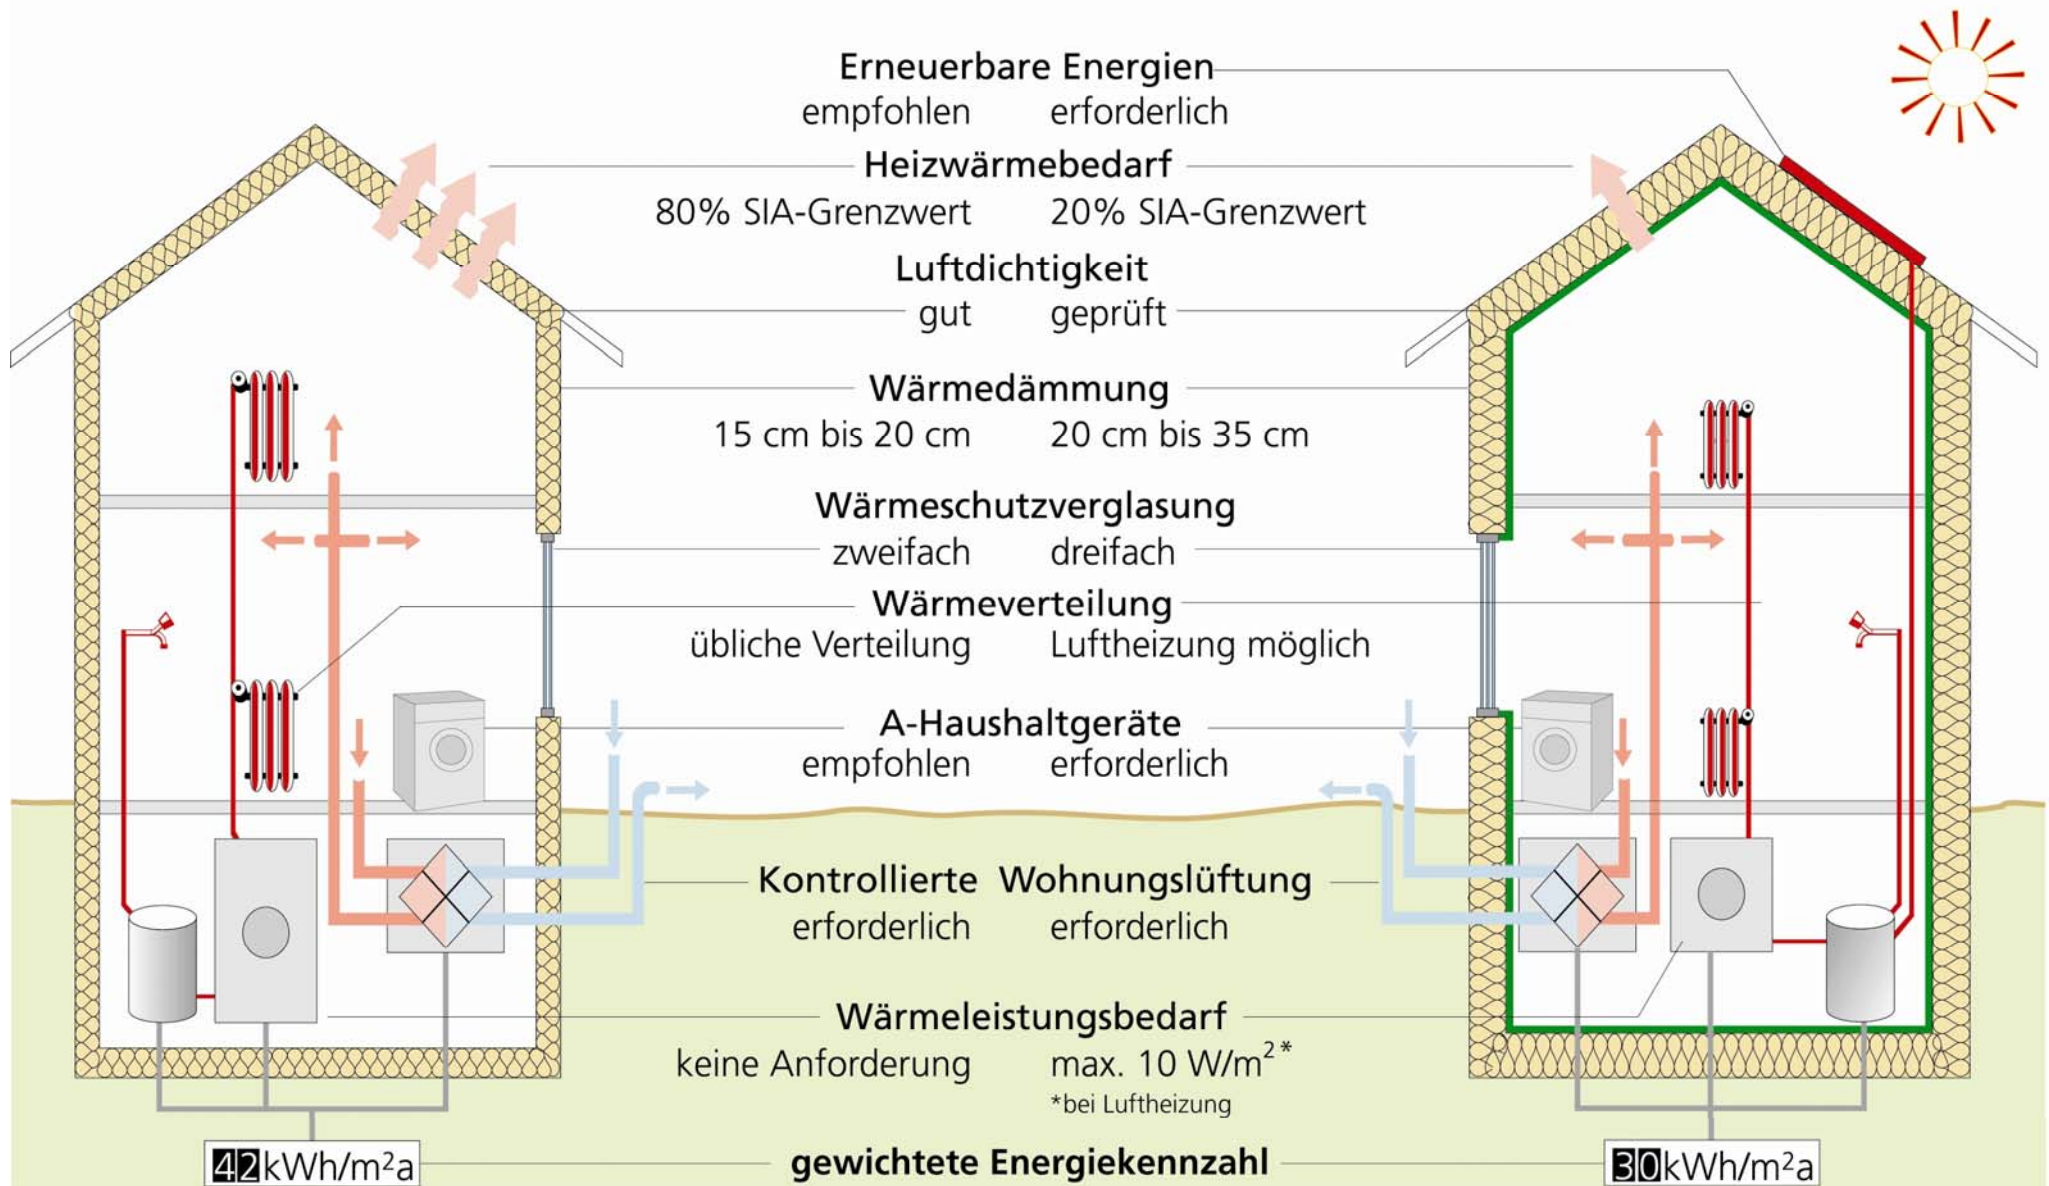 Erneuerbare Energien
empfohlen erforderlich
Heizwärmebedarf
80% SIA-Grenzwert 20% SIA-Grenzwert
Luftdichtigkeit
gut geprüft
Wärmedämmung
15 cm bis 20 cm 20 cm bis 35 cm
Wärmeschutzverglasung
zweifach dreifach
Wärmeverteilung
übliche Verteilung Luftheizung möglich
A-Haushaltgeräte
empfohlen erforderlich
Kontrollierte Wohnungslüftung
erforderlich erforderlich
Wärmeleistungsbedarf
keine Anforderung max. 10 W/m²*
*bei Luftheizung
42kWh/m²a gewichtete Energiekennzahl 30kWh/m²a